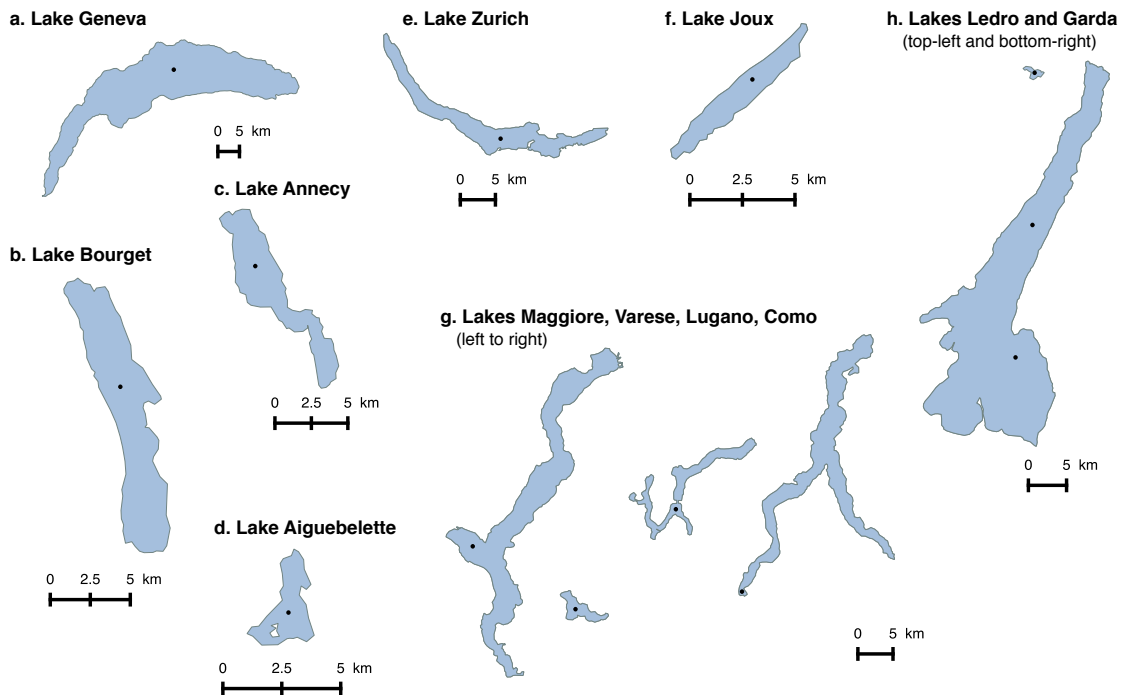 a. Lake Geneva
0 5 km
b. Lake Bourget
0 2.5 5 km
c. Lake Annecy
0 2.5 5 km
d. Lake Aiguebelette
0 2.5 5 km
e. Lake Zurich
0 5 km
f. Lake Joux
0 2.5 5 km
g. Lakes Maggiore, Varese, Lugano, Como
(left to right)
0 5 km
h. Lakes Ledro and Garda
(top-left and bottom-right)
0 5 km